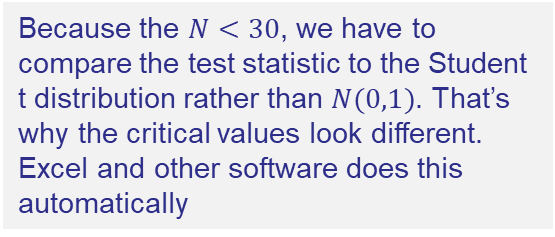 Because the N < 30, we have to
compare the test statistic to the Student
t distribution rather than N(0,1). That’s
why the critical values look different.
Excel and other software does this
automatically